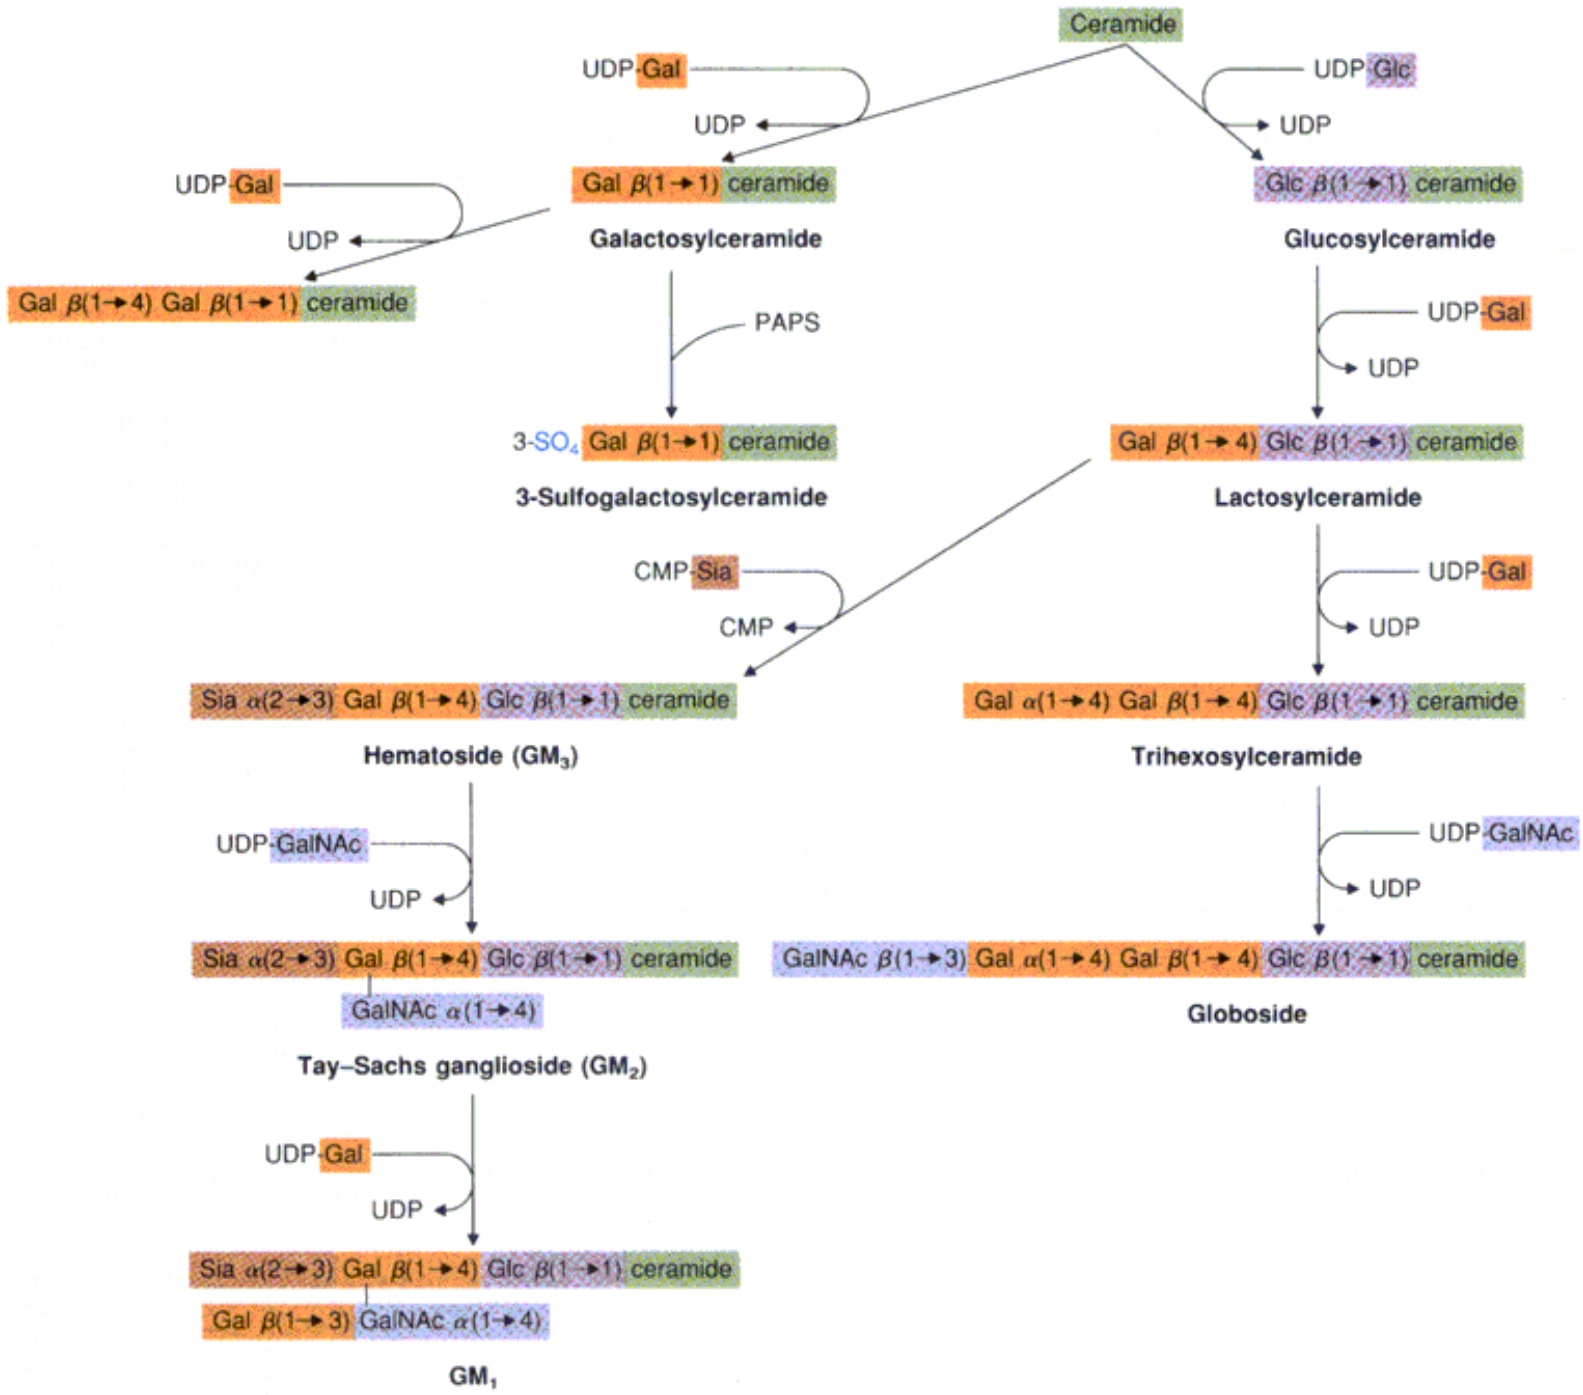 Ceramide
UDP-Gal
UDP-Glc
UDP
UDP
UDP-Gal
Gal β(1→1) ceramide
Glc β(1→1) ceramide
UDP
Galactosylceramide
Glucosylceramide
Gal β(1→4) Gal β(1→1) ceramide
PAPS
UDP-Gal
UDP
3-SO₄ Gal β(1→1) ceramide
Gal β(1→4) Glc β(1→1) ceramide
3-Sulfogalactosylceramide
Lactosylceramide
CMP-Sia
UDP-Gal
CMP
UDP
Sia α(2→3) Gal β(1→4) Glc β(1→1) ceramide
Gal α(1→4) Gal β(1→4) Glc β(1→1) ceramide
Hematoside (GM₃)
Trihexosylceramide
UDP-GalNAc
UDP-GalNAc
UDP
UDP
Sia α(2→3) Gal β(1→4) Glc β(1→1) ceramide
GalNAc β(1→3) Gal α(1→4) Gal β(1→4) Glc β(1→1) ceramide
GalNAc α(1→4)
Globoside
Tay–Sachs ganglioside (GM₂)
UDP-Gal
UDP
Sia α(2→3) Gal β(1→4) Glc β(1→1) ceramide
Gal β(1→3) GalNAc α(1→4)
GM₁